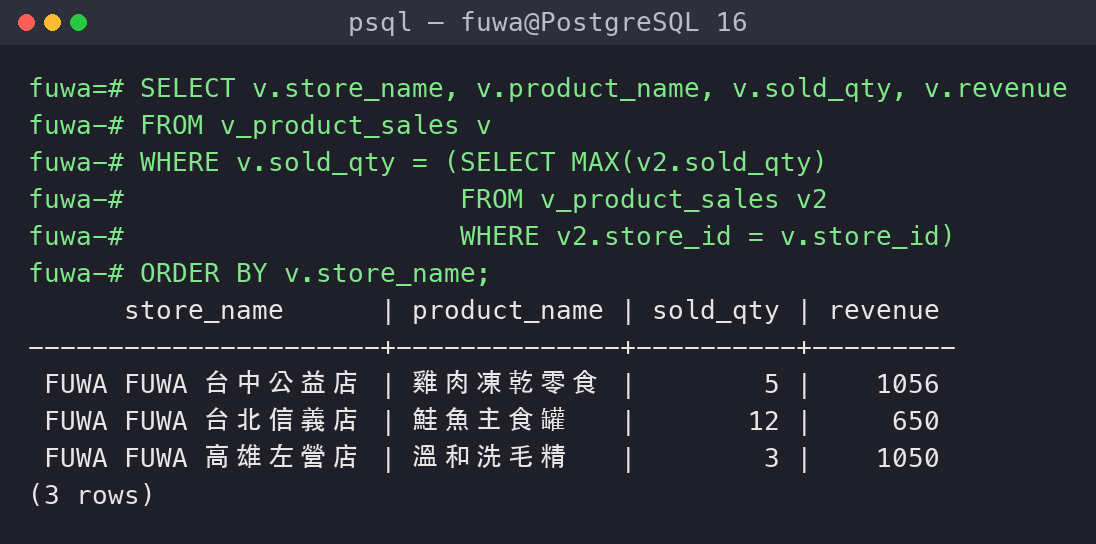 psql — fuwa@PostgreSQL 16
fuwa=# SELECT v.store_name, v.product_name, v.sold_qty, v.revenue
fuwa-# FROM v_product_sales v
fuwa-# WHERE v.sold_qty = (SELECT MAX(v2.sold_qty)
fuwa-#                     FROM v_product_sales v2
fuwa-#                     WHERE v2.store_id = v.store_id)
fuwa-# ORDER BY v.store_name;
      store_name      | product_name | sold_qty | revenue
----------------------+--------------+----------+---------
 FUWA FUWA 台中公益店 | 雞肉凍乾零食 |        5 |    1056
 FUWA FUWA 台北信義店 | 鮭魚主食罐   |       12 |     650
 FUWA FUWA 高雄左營店 | 溫和洗毛精   |        3 |    1050
(3 rows)